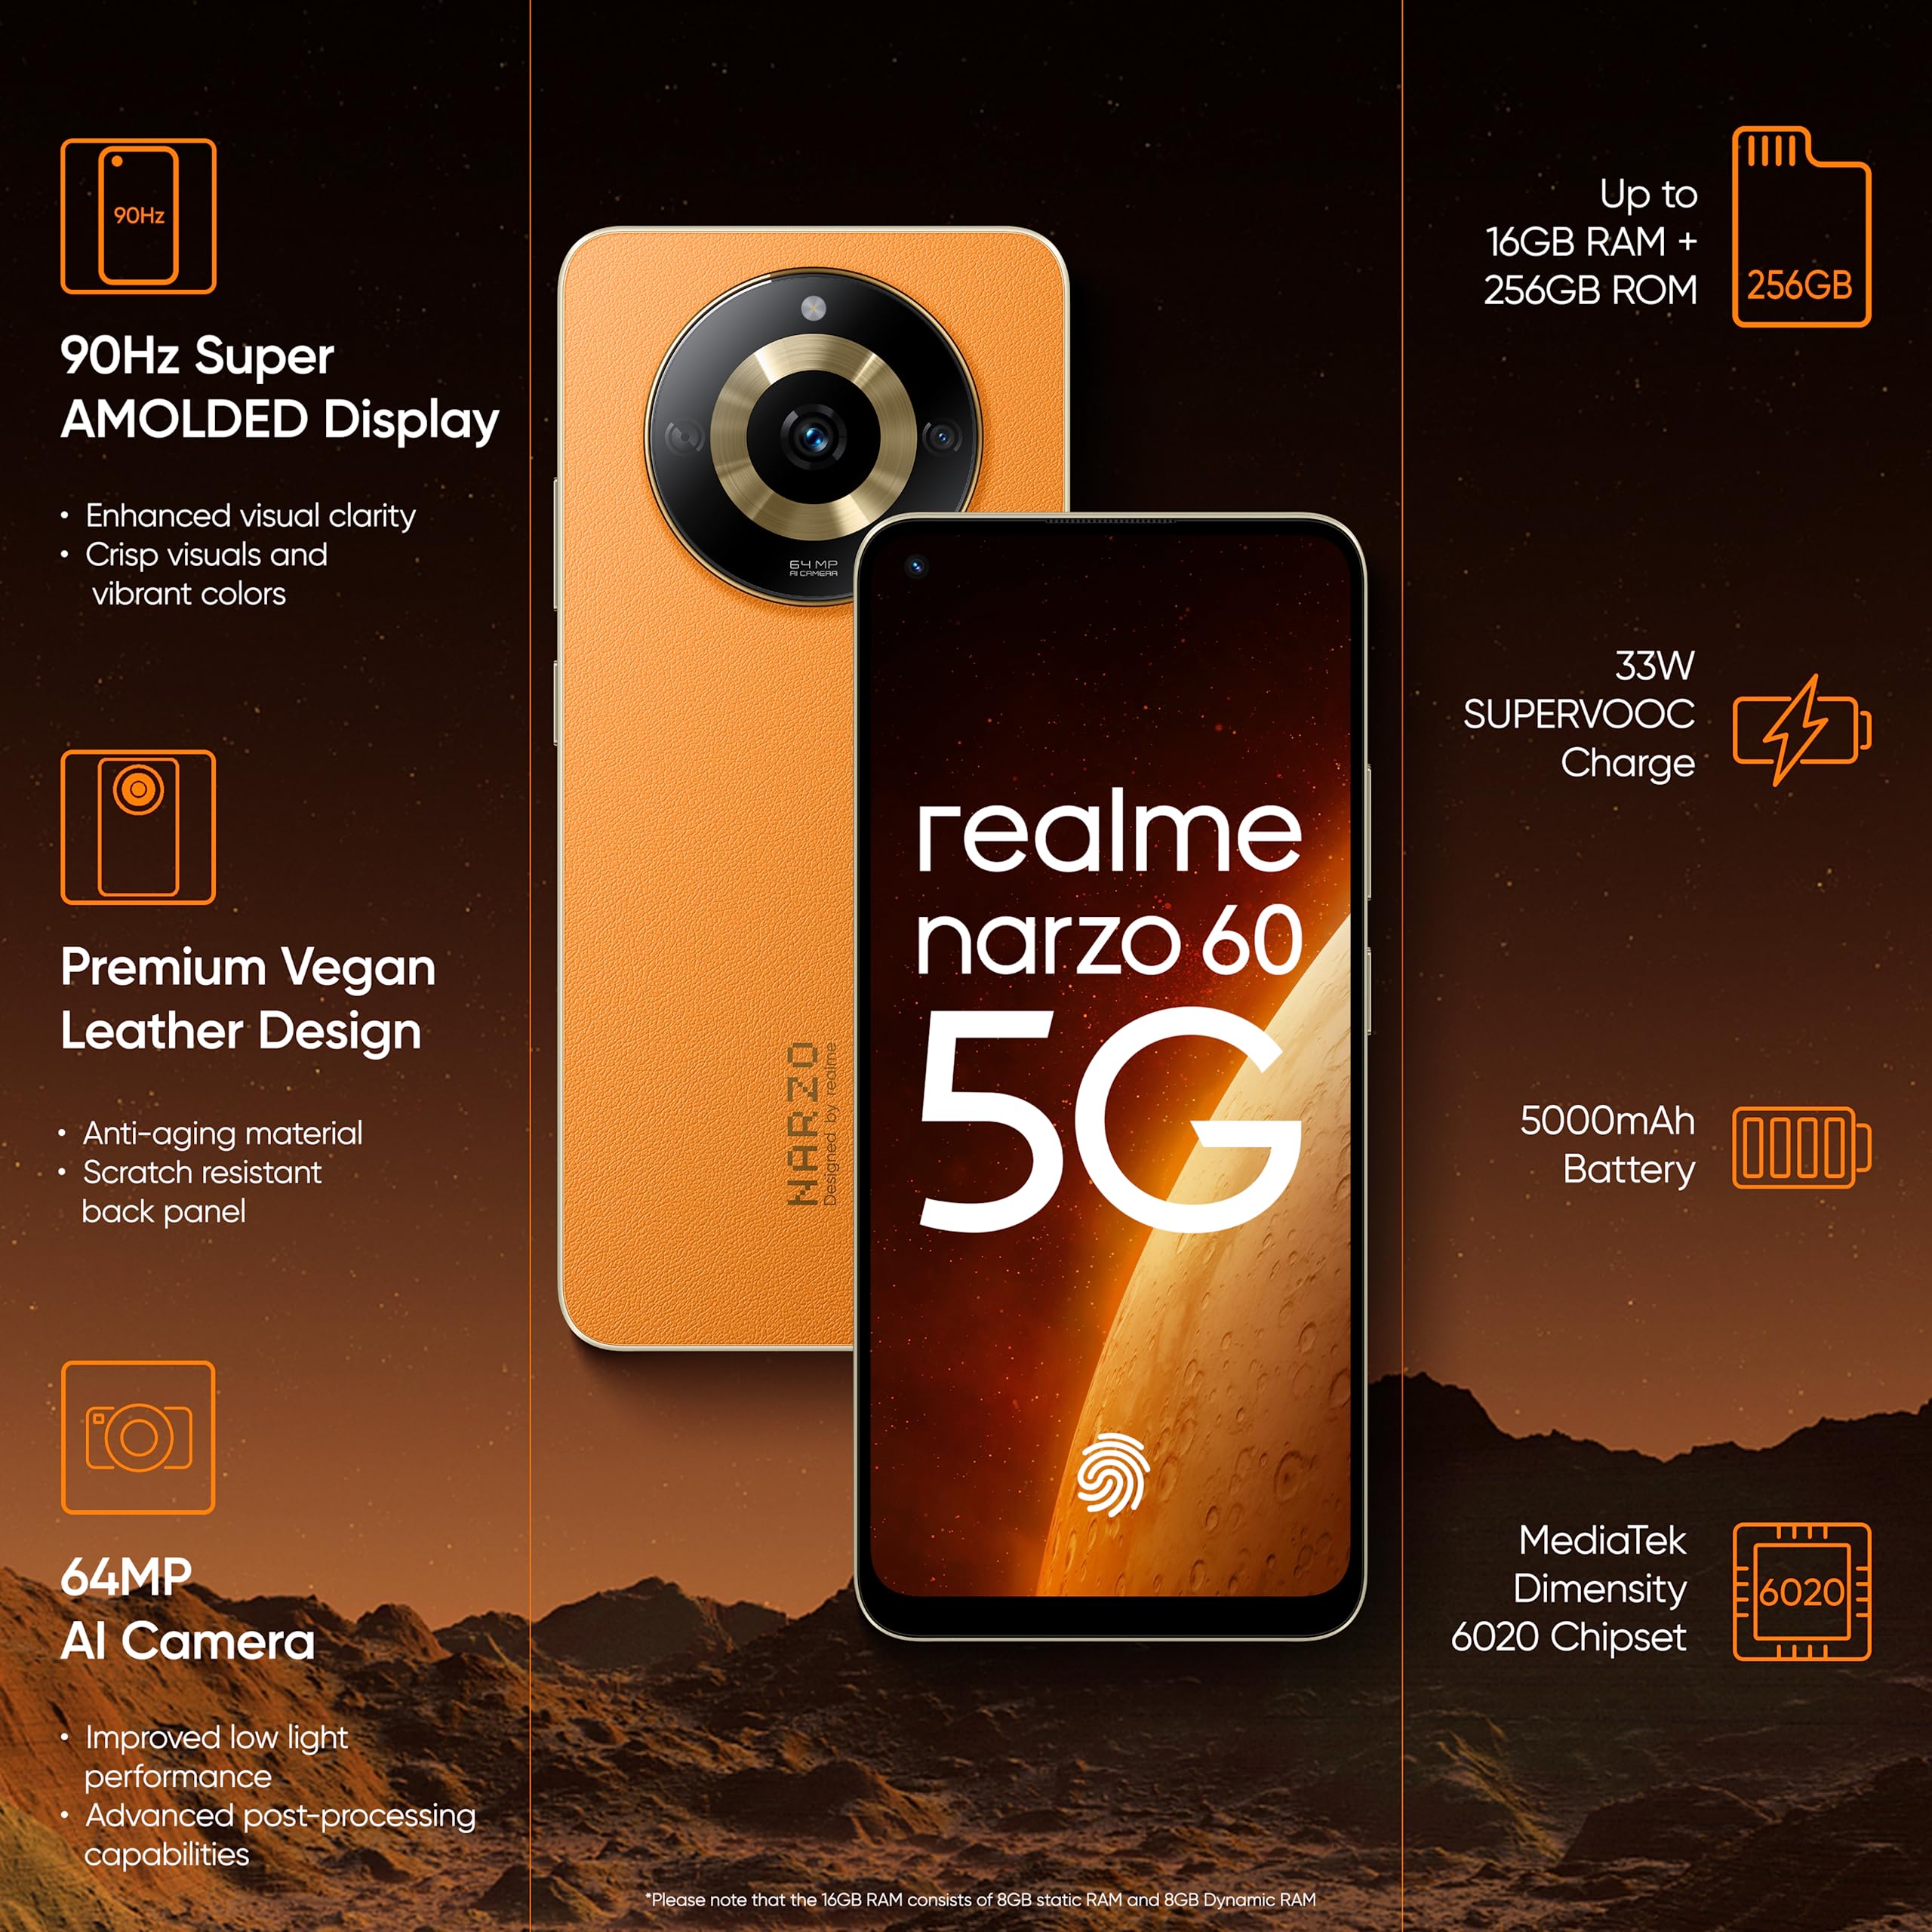 90Hz
90Hz Super
AMOLDED Display
• Enhanced visual clarity
• Crisp visuals and
vibrant colors
Premium Vegan
Leather Design
• Anti-aging material
• Scratch resistant
back panel
64MP
AI Camera
• Improved low light
performance
• Advanced post-processing
capabilities
64 MP
AI CAMERA
NARZO
Designed by realme
realme
narzo 60
5G
Up to
16GB RAM +
256GB ROM
256GB
33W
SUPERVOOC
Charge
5000mAh
Battery
MediaTek
Dimensity
6020 Chipset
6020
*Please note that the 16GB RAM consists of 8GB static RAM and 8GB Dynamic RAM